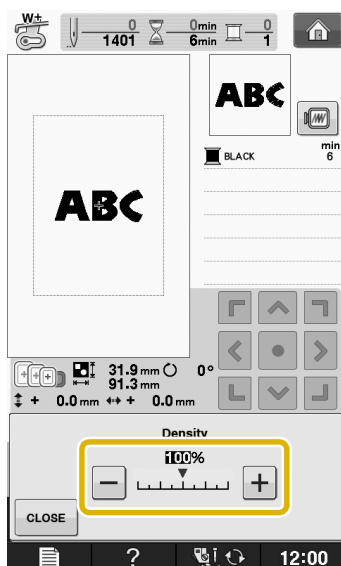 W+
0 0min 0
1401 6min 1
ABC
BLACK min 6
ABC
31.9 mm 0°
91.3 mm
+ 0.0 mm + 0.0 mm
Density
100%
− +
CLOSE
? 12:00